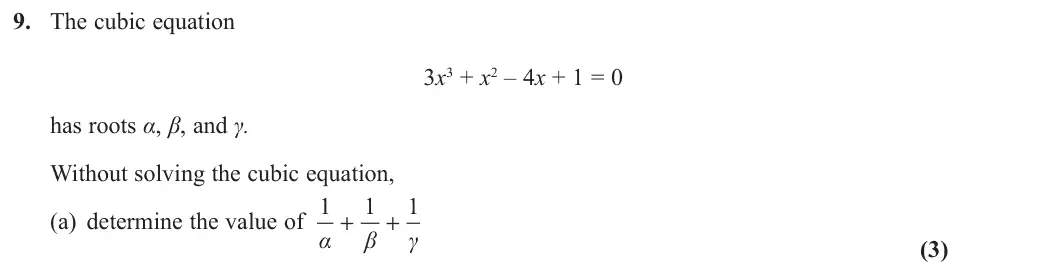 9. The cubic equation
3x³ + x² – 4x + 1 = 0
has roots α, β, and γ.
Without solving the cubic equation,
(a) determine the value of 1/α + 1/β + 1/γ
(3)